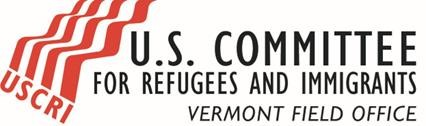 USCRI
U.S. COMMITTEE
FOR REFUGEES AND IMMIGRANTS
VERMONT FIELD OFFICE